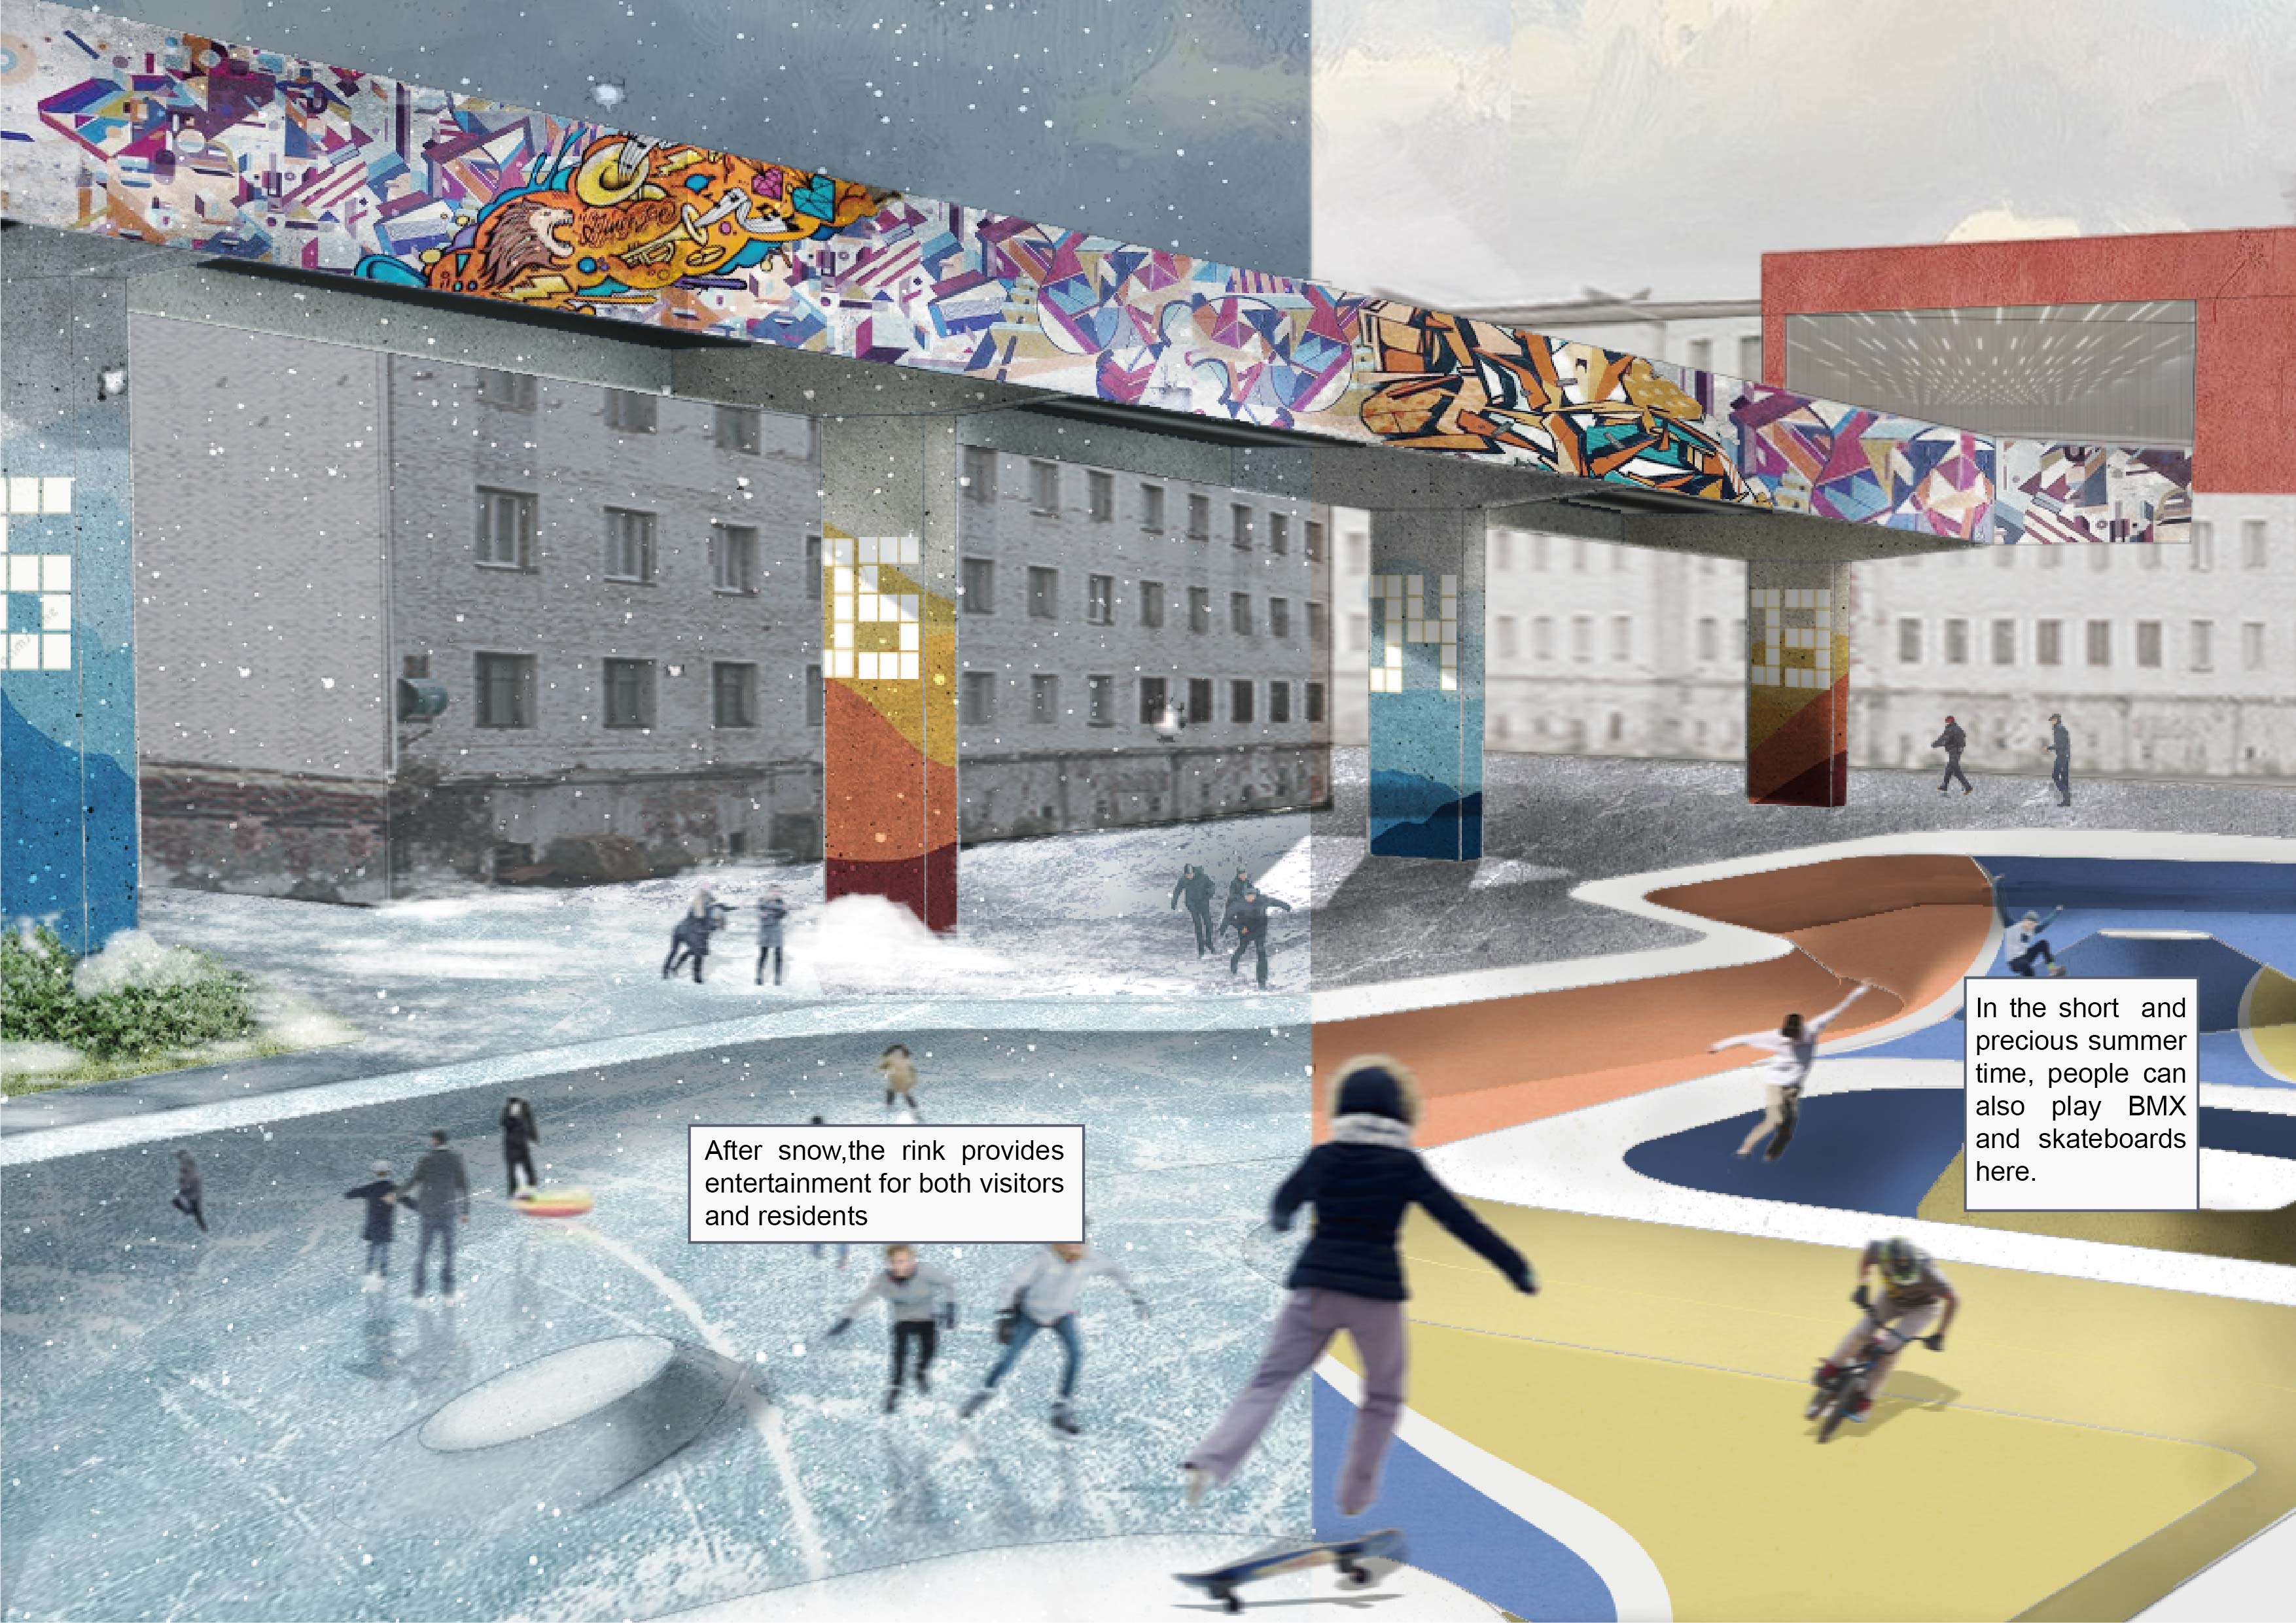 After snow,the rink provides
entertainment for both visitors
and residents
In the short and
precious summer
time, people can
also play BMX
and skateboards
here.